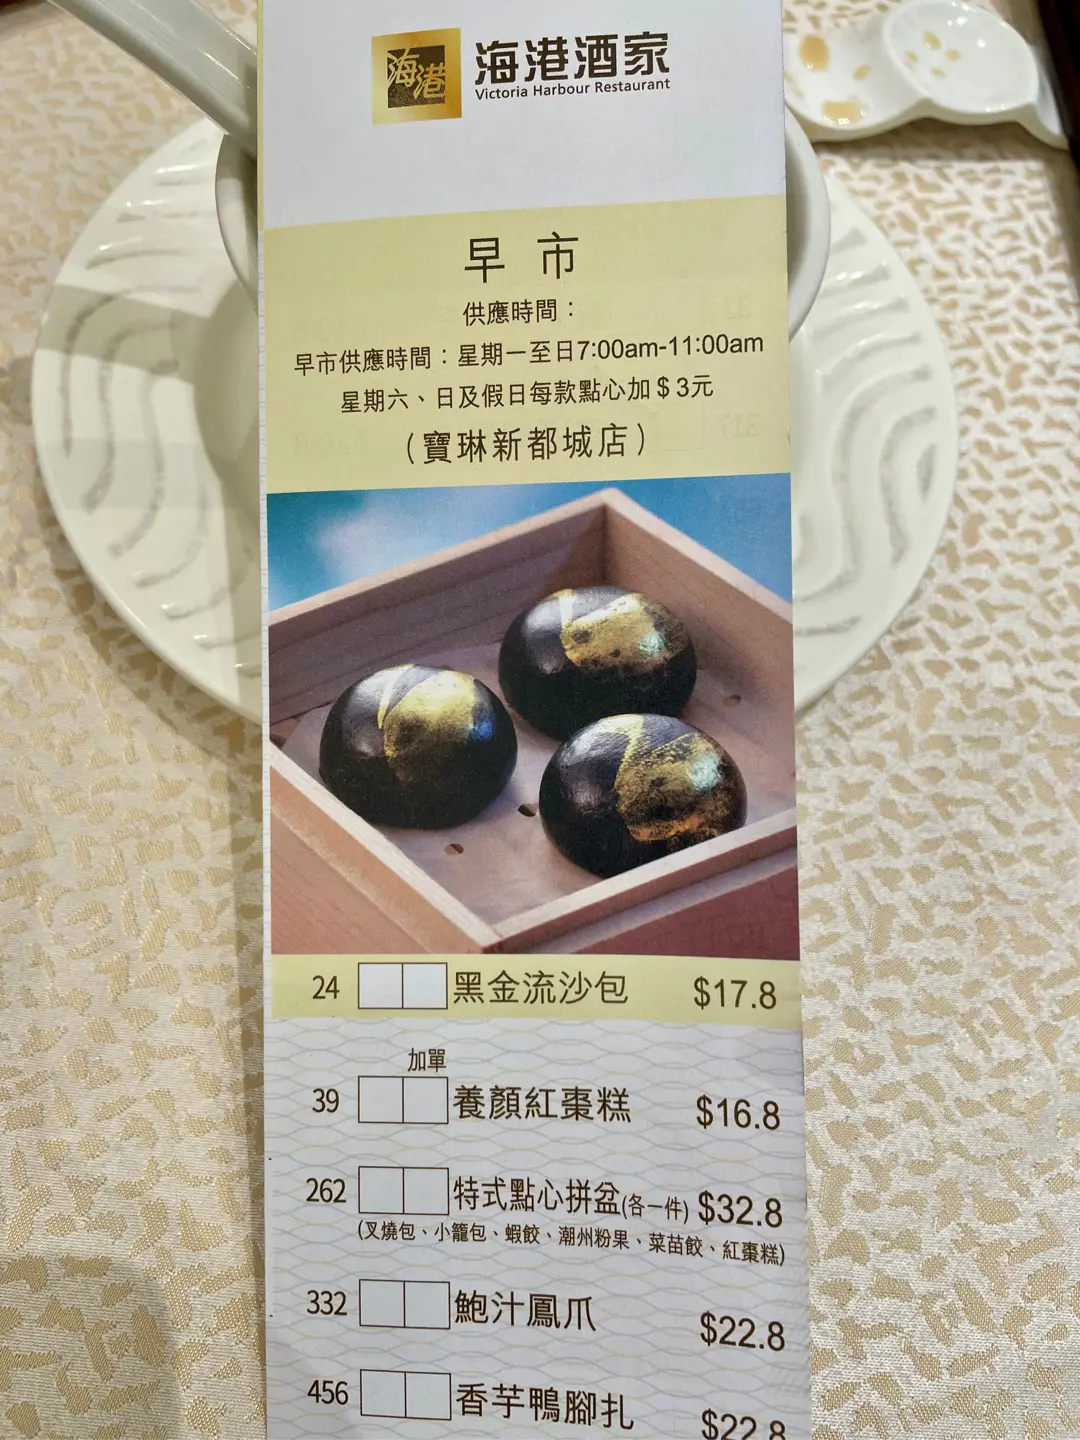 海港
海港酒家
Victoria Harbour Restaurant
早市
供應時間：
早市供應時間：星期一至日7:00am-11:00am
星期六、日及假日每款點心加$3元
（寶琳新都城店）
24 黑金流沙包 $17.8
加單
39 養顏紅棗糕 $16.8
262 特式點心拼盆(各一件) $32.8
(叉燒包、小籠包、蝦餃、潮州粉果、菜苗餃、紅棗糕)
332 鮑汁鳳爪 $22.8
456 香芋鴨腳扎 $22.8